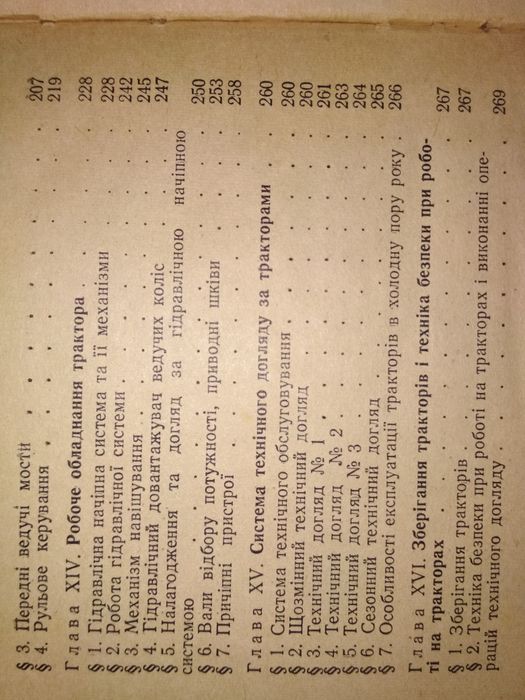 § 3. Передні ведучі мости . . . . . . . . . 207
§ 4. Рульове керування . . . . . . . . . . 219
Глава XIV. Робоче обладнання трактора . . . . . 228
§ 1. Гідравлічна начіпна система та її механізми . . 228
§ 2. Робота гідравлічної системи . . . . . . . 242
§ 3. Механізм навішування . . . . . . . . . 245
§ 4. Гідравлічний довантажувач ведучих коліс . . . 247
§ 5. Налагодження та догляд за гідравлічною начіпною
системою . . . . . . . . . . . . . 250
§ 6. Вали відбору потужності, приводні шківи . . . 253
§ 7. Причіпні пристрої . . . . . . . . . . 258
Глава XV. Система технічного догляду за тракторами . . 260
§ 1. Система технічного обслуговування . . . . . 260
§ 2. Щозмінний технічний догляд . . . . . . . 260
§ 3. Технічний догляд № 1 . . . . . . . . . 261
§ 4. Технічний догляд № 2 . . . . . . . . . 263
§ 5. Технічний догляд № 3 . . . . . . . . . 264
§ 6. Сезонний технічний догляд . . . . . . . 265
§ 7. Особливості експлуатації тракторів в холодну пору року . 266
Глава XVI. Зберігання тракторів і техніка безпеки при робо-
ті на тракторах . . . . . . . . . . . 267
§ 1. Зберігання тракторів . . . . . . . . . 267
§ 2. Техніка безпеки при роботі на тракторах і виконанні опе-
рацій технічного догляду . . . . . . . . 269